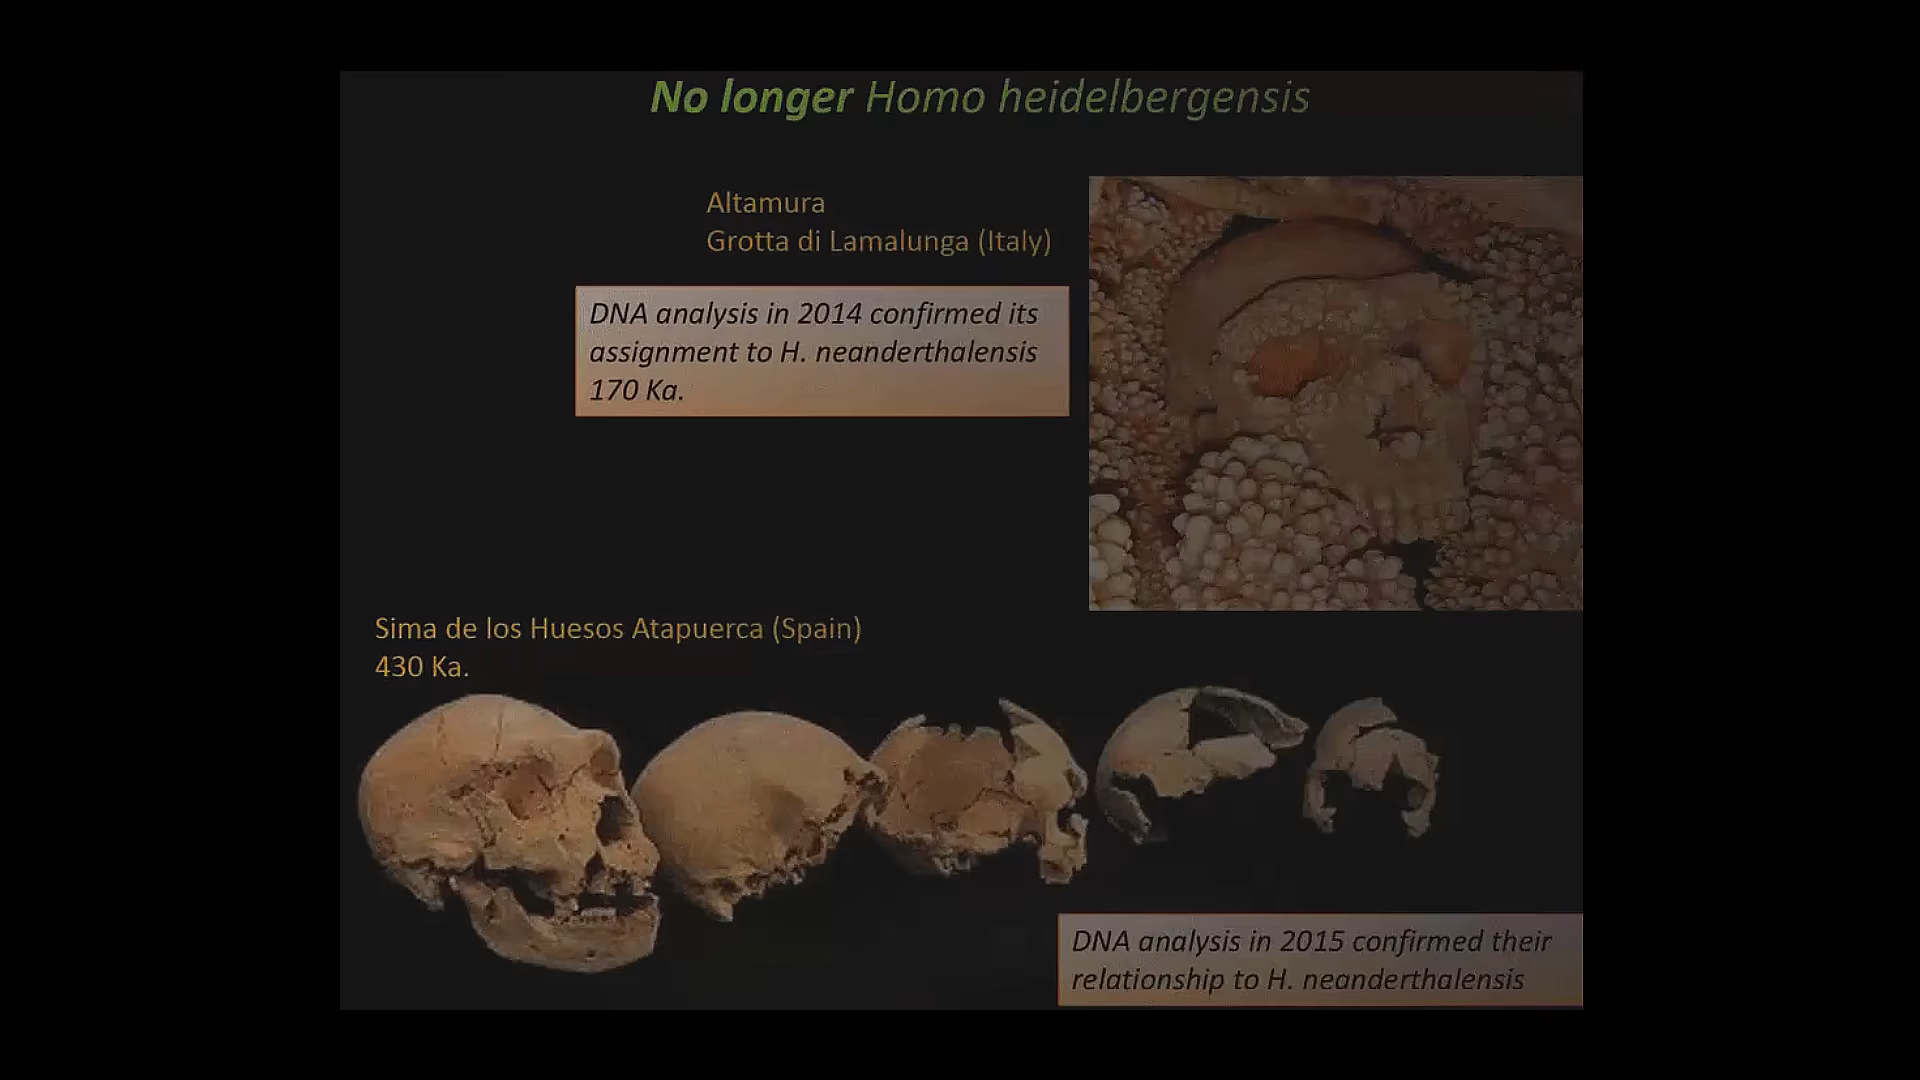 No longer Homo heidelbergensis
Altamura
Grotta di Lamalunga (Italy)
DNA analysis in 2014 confirmed its
assignment to H. neanderthalensis
170 Ka.
Sima de los Huesos Atapuerca (Spain)
430 Ka.
DNA analysis in 2015 confirmed their
relationship to H. neanderthalensis